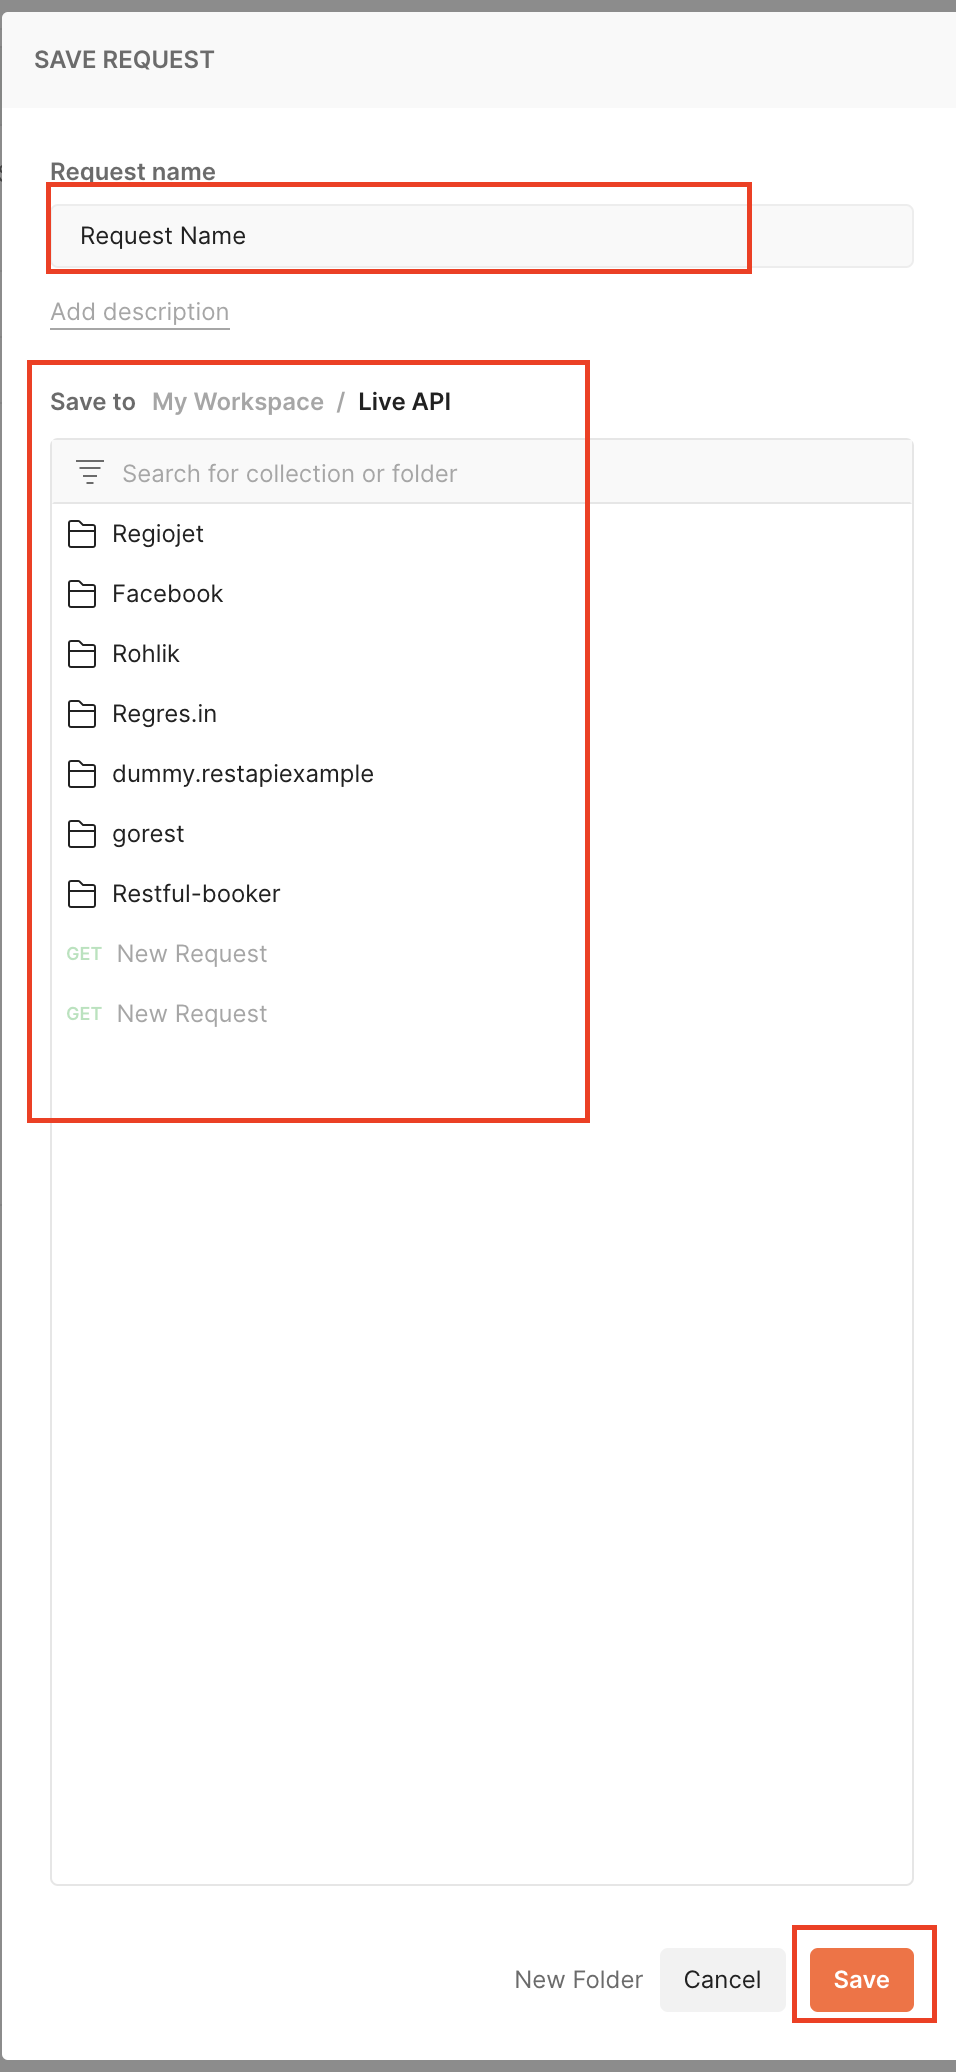 SAVE REQUEST
Request name
Request Name
Add description
Save to My Workspace / Live API
Search for collection or folder
Regiojet
Facebook
Rohlik
Regres.in
dummy.restapiexample
gorest
Restful-booker
GET New Request
GET New Request
New Folder Cancel Save